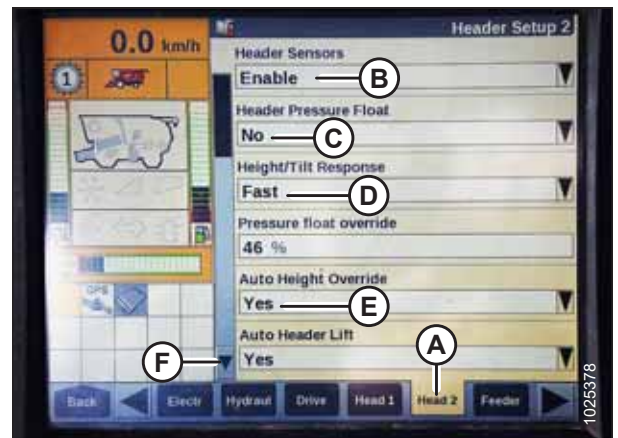 Header Setup 2
0.0 km/h
1
Header Sensors
Enable
B
Header Pressure Float
No
C
Height/Tilt Response
Fast
D
Pressure float override
46 %
Auto Height Override
Yes
E
GPS
Auto Header Lift
Yes
F
A
Back
Electr
Hydraul
Drive
Head 1
Head 2
Feeder
1025378